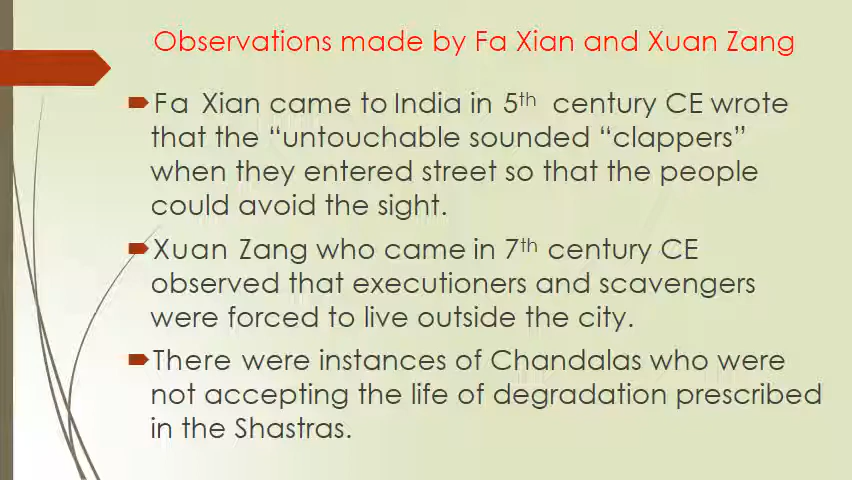 Observations made by Fa Xian and Xuan Zang
Fa Xian came to India in 5th century CE wrote
that the “untouchable sounded “clappers”
when they entered street so that the people
could avoid the sight.
Xuan Zang who came in 7th century CE
observed that executioners and scavengers
were forced to live outside the city.
There were instances of Chandalas who were
not accepting the life of degradation prescribed
in the Shastras.